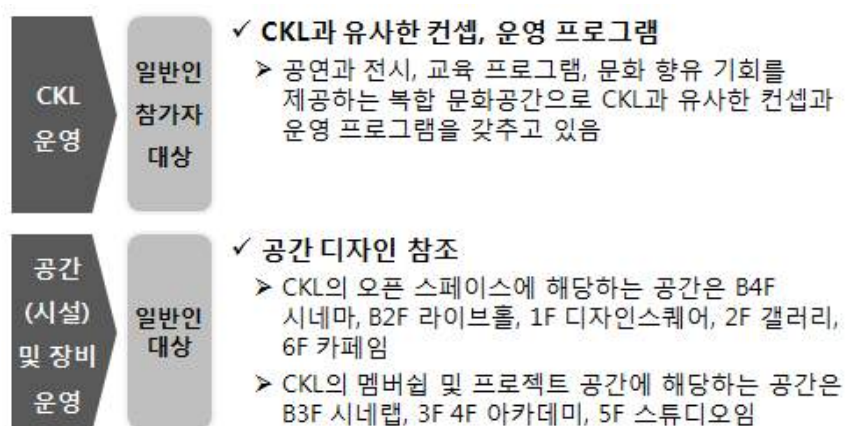 CKL
운영
일반인
참가자
대상
✓ CKL과 유사한 컨셉, 운영 프로그램
➢ 공연과 전시, 교육 프로그램, 문화 향유 기회를
제공하는 복합 문화공간으로 CKL과 유사한 컨셉과
운영 프로그램을 갖추고 있음
공간
(시설)
및 장비
운영
일반인
대상
✓ 공간 디자인 참조
➢ CKL의 오픈 스페이스에 해당하는 공간은 B4F
시네마, B2F 라이브홀, 1F 디자인스퀘어, 2F 갤러리,
6F 카페임
➢ CKL의 멤버쉽 및 프로젝트 공간에 해당하는 공간은
B3F 시네랩, 3F 4F 아카데미, 5F 스튜디오임